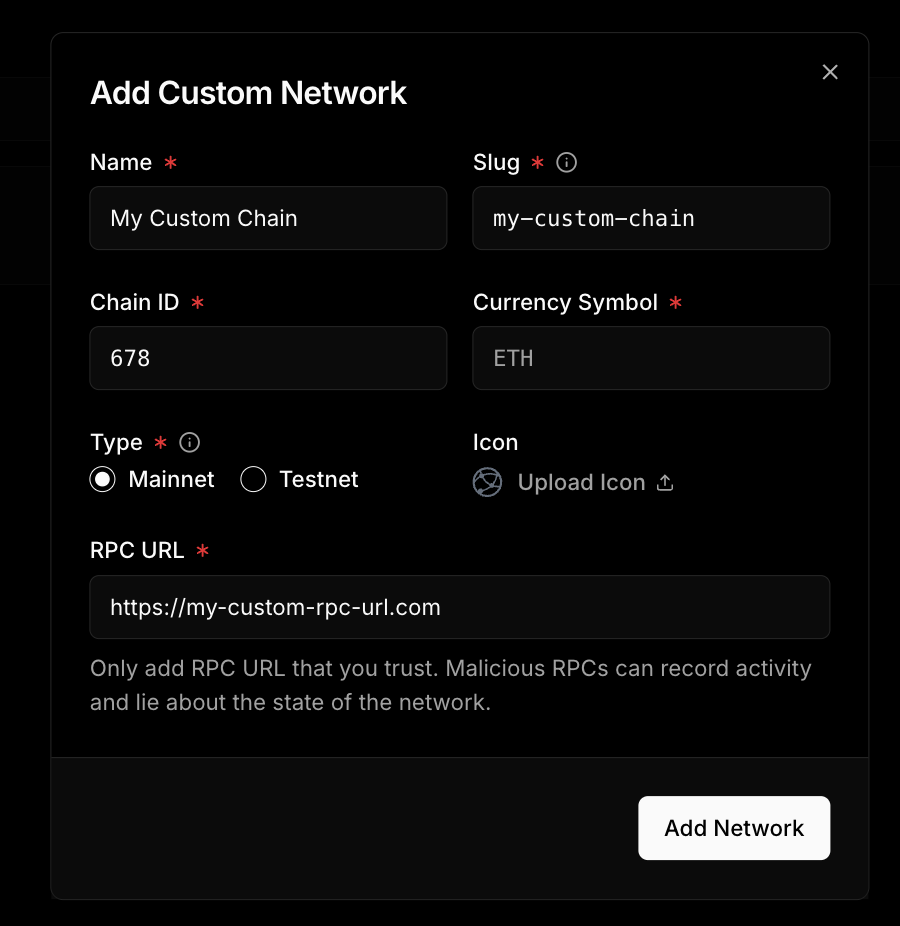 Add Custom Network
Name *
Slug *
My Custom Chain
my-custom-chain
Chain ID *
Currency Symbol *
678
ETH
Type *
Icon
Mainnet
Testnet
Upload Icon
RPC URL *
https://my-custom-rpc-url.com
Only add RPC URL that you trust. Malicious RPCs can record activity
and lie about the state of the network.
Add Network